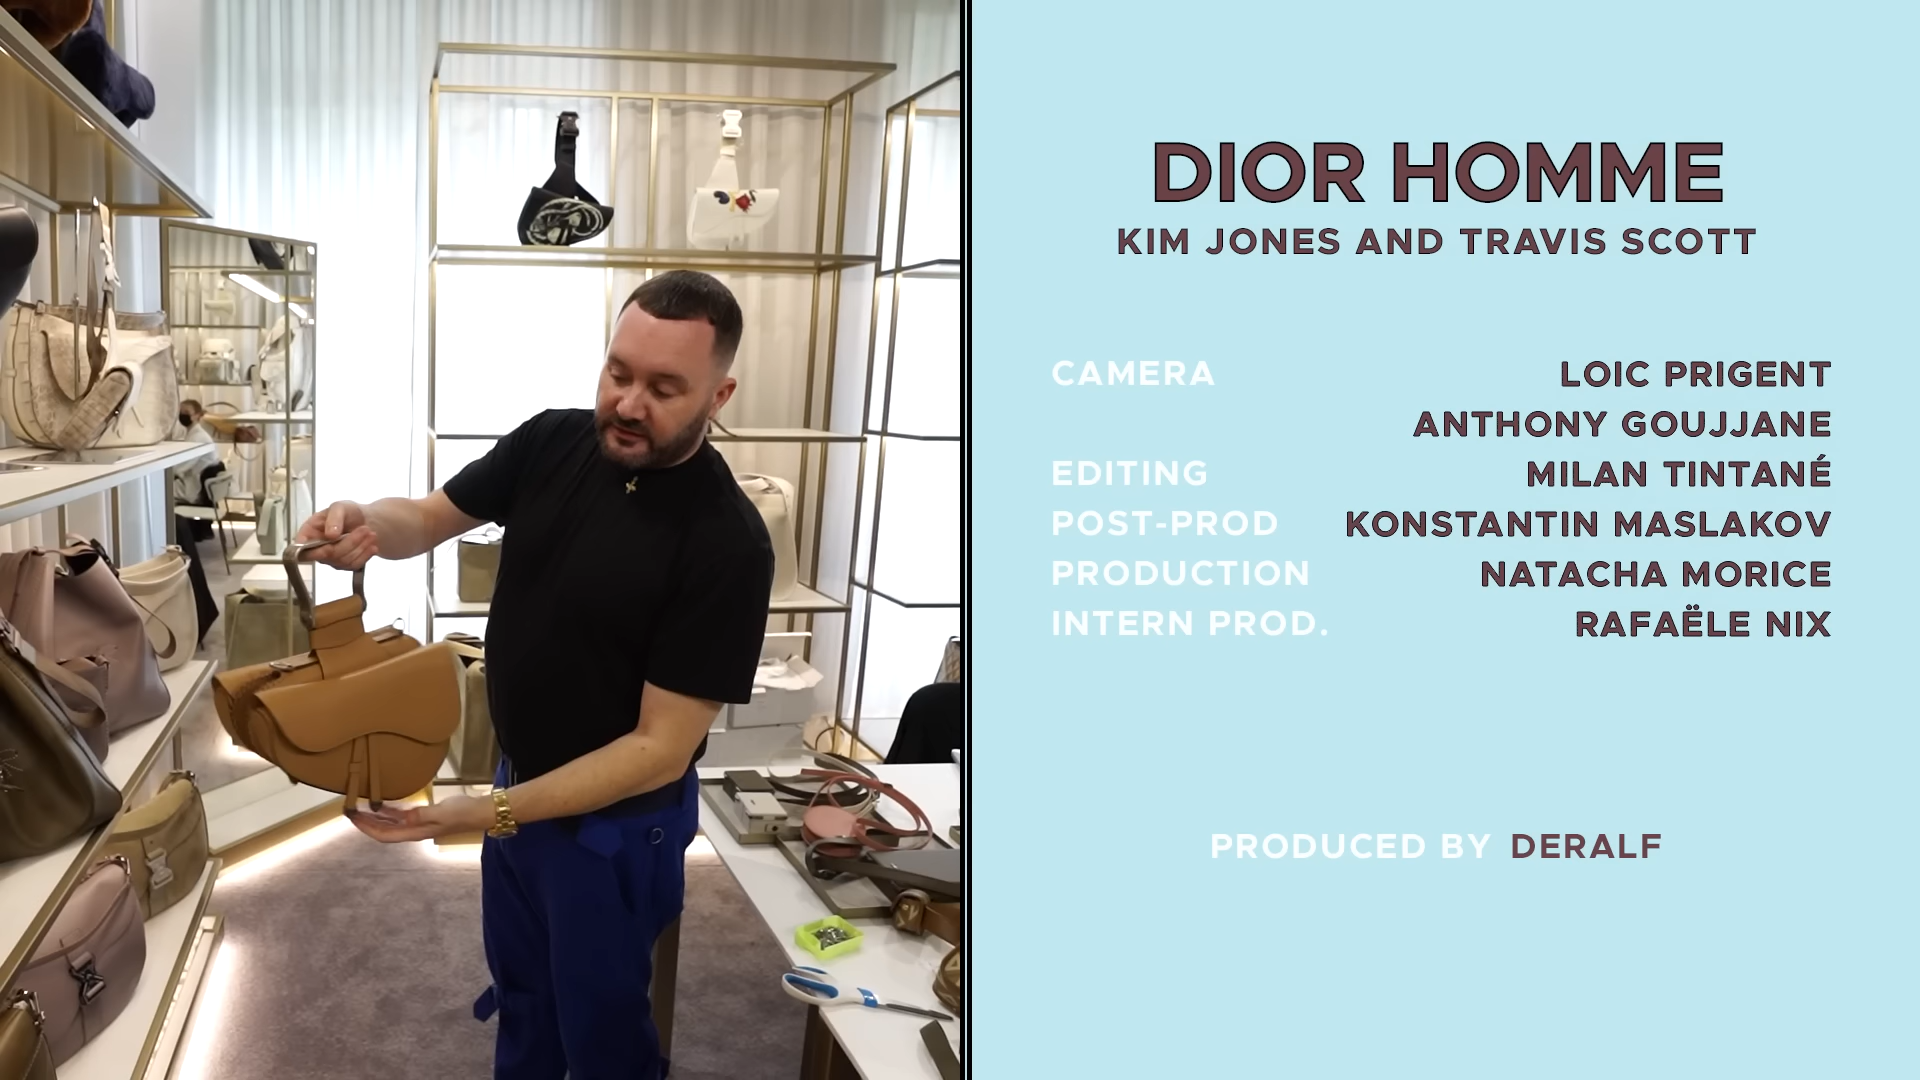 DIOR HOMME
KIM JONES AND TRAVIS SCOTT
CAMERA LOIC PRIGENT
ANTHONY GOUJJANE
EDITING MILAN TINTANÉ
POST-PROD KONSTANTIN MASLAKOV
PRODUCTION NATACHA MORICE
INTERN PROD. RAFAËLE NIX
PRODUCED BY DERALF